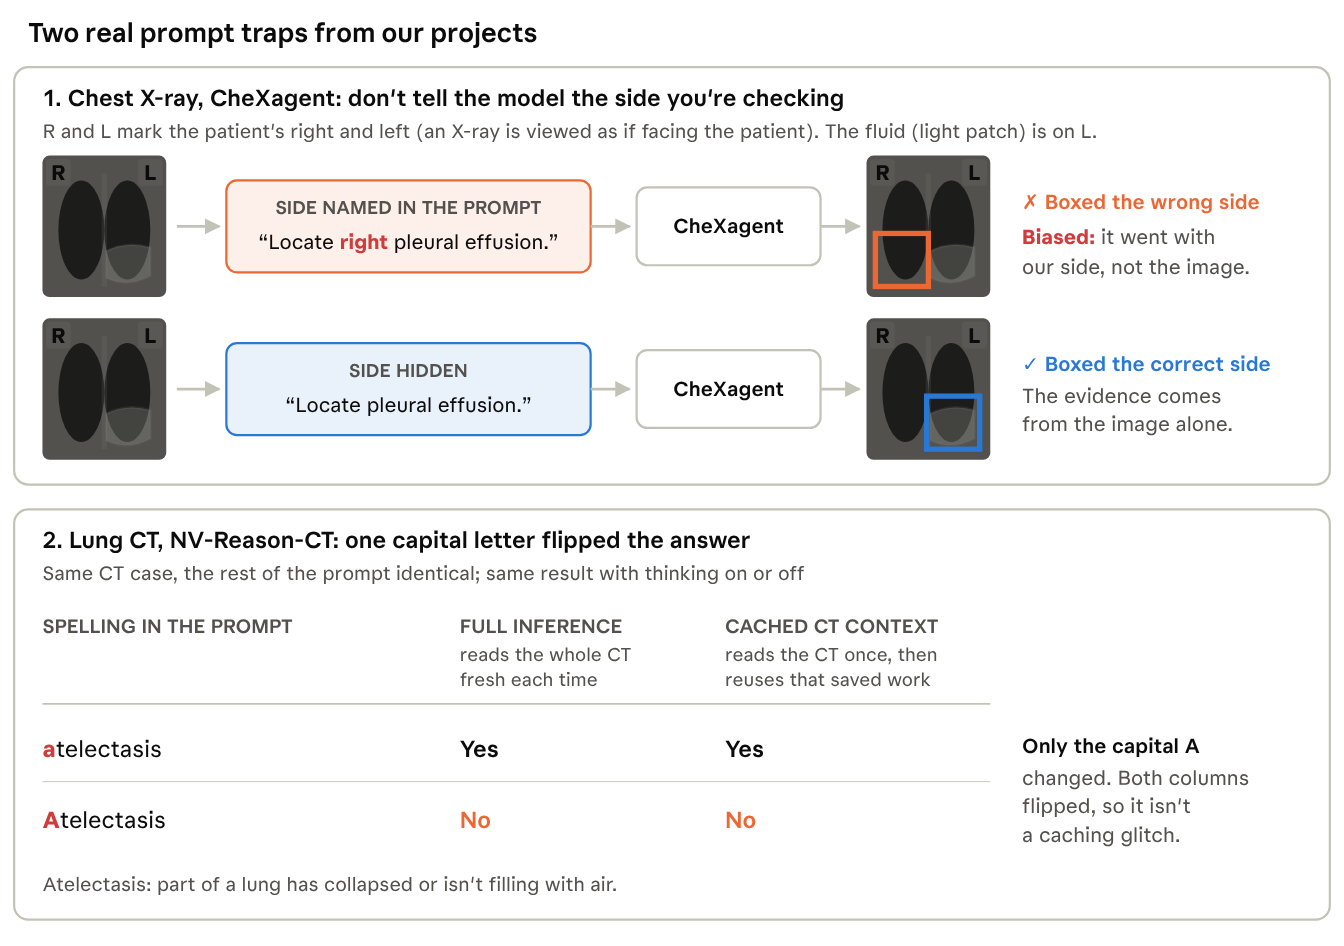 Two real prompt traps from our projects
1. Chest X-ray, CheXagent: don't tell the model the side you're checking
R and L mark the patient's right and left (an X-ray is viewed as if facing the patient). The fluid (light patch) is on L.
R L
SIDE NAMED IN THE PROMPT
“Locate right pleural effusion.”
CheXagent
R L
✗ Boxed the wrong side
Biased: it went with
our side, not the image.
R L
SIDE HIDDEN
“Locate pleural effusion.”
CheXagent
R L
✓ Boxed the correct side
The evidence comes
from the image alone.
2. Lung CT, NV-Reason-CT: one capital letter flipped the answer
Same CT case, the rest of the prompt identical; same result with thinking on or off
SPELLING IN THE PROMPT
FULL INFERENCE
reads the whole CT
fresh each time
CACHED CT CONTEXT
reads the CT once, then
reuses that saved work
atelectasis Yes Yes
Atelectasis No No
Only the capital A
changed. Both columns
flipped, so it isn't
a caching glitch.
Atelectasis: part of a lung has collapsed or isn't filling with air.